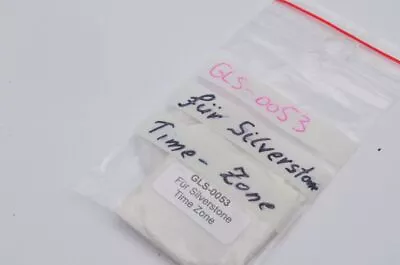 GLS-0053
für Silverstone
Time-Zone
GLS-0053
Für Silverstone
Time Zone